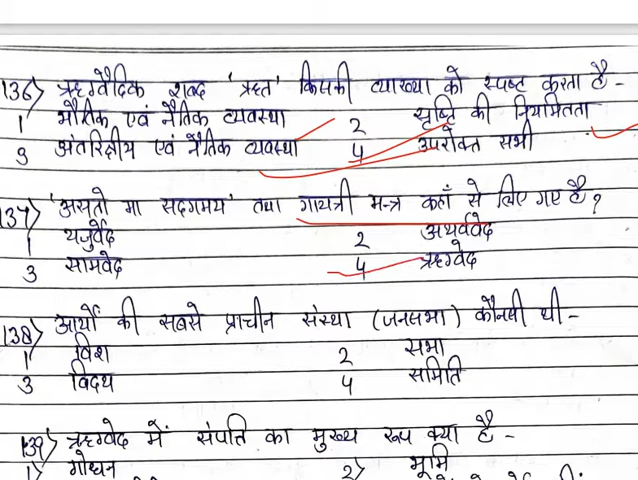 136) ऋग्वैदिक शब्द 'ऋत' किसकी व्याख्या को स्पष्ट करता है -
1 भौतिक एवं नैतिक व्यवस्था 2 सृष्टि की नियमितता
3 अंतरिक्षीय एवं नैतिक व्यवस्था 4 उपरोक्त सभी
137) 'असतो मा सदगमय' तथा गायत्री मन्त्र कहाँ से लिए गए है?
1 यजुर्वेद 2 अथर्ववेद
3 सामवेद 4 ऋग्वेद
138) आर्यों की सबसे प्राचीन संस्था (जनसभा) कौनसी थी -
1 विश 2 सभा
3 विदथ 4 समिति
139) ऋग्वेद में संपति का मुख्य रूप क्या है -
1) गोधन 2) भूमि